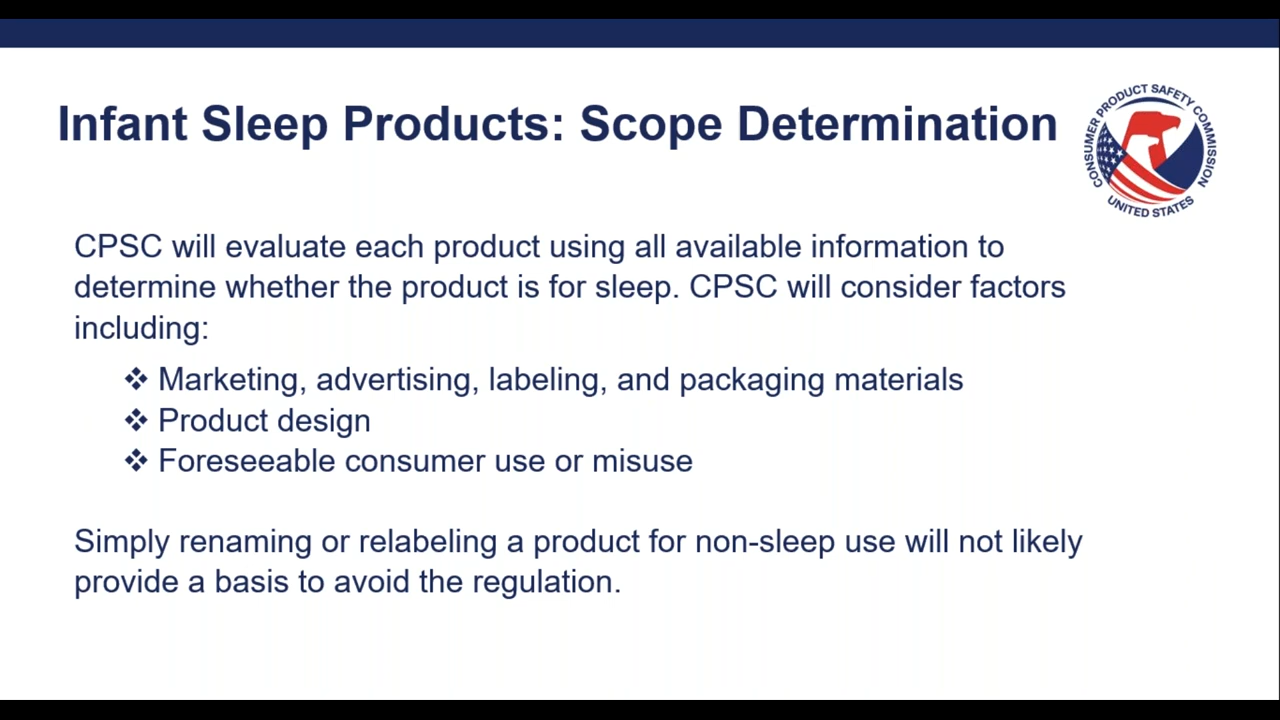 Infant Sleep Products: Scope Determination
CONSUMER PRODUCT SAFETY COMMISSION
UNITED STATES
CPSC will evaluate each product using all available information to
determine whether the product is for sleep. CPSC will consider factors
including:
❖ Marketing, advertising, labeling, and packaging materials
❖ Product design
❖ Foreseeable consumer use or misuse
Simply renaming or relabeling a product for non-sleep use will not likely
provide a basis to avoid the regulation.